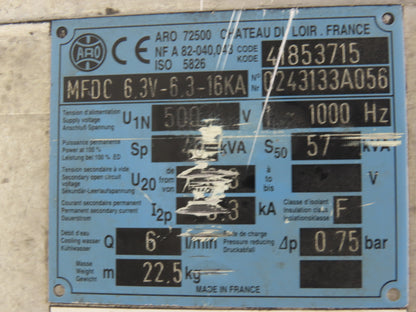 ARO CE ARO 72500 CHATEAU DU LOIR. FRANCE
NF A 82-040,043 CODE KODE 41853715
ISO 5826
MFDC 6,3V-6,3-16KA N° Nr 0243133A056
Tension d'alimentation
Supply voltage
Anschluß-Spannung
U1N 500 V 1000 Hz
Puissance permanente
Power at 100 %
Leistung bei 100 % ED
Sp kVA S50 57 kVA
Tension secondaire à vide
Secondary open circuit voltage
Sekundär-Leerlaufspannung
U20 de from von à to bis V
Courant secondaire permanent
Permanent secondary current
Dauerstrom
I2p kA Classe d'isolant
Insulation class
Isolationsklasse
F
Débit d'eau
Cooling water
Kühlwasser
Q 6 l/min Perte de charge
Pressure reducing
Druckabfall
Δp 0.75 bar
Masse
Weight
Gewicht
m 22.5 kg
MADE IN FRANCE